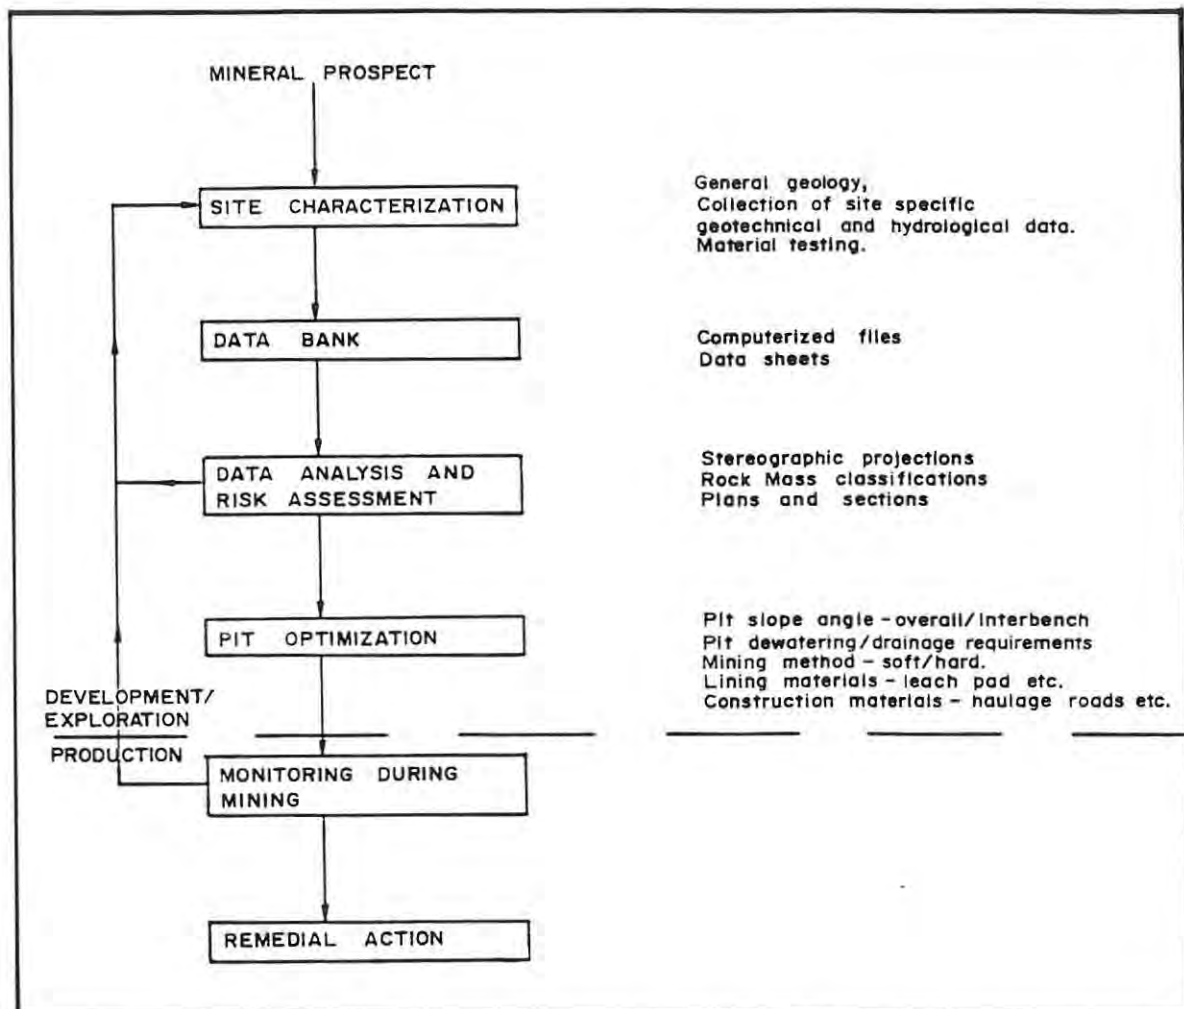 MINERAL PROSPECT
SITE CHARACTERIZATION
General geology,
Collection of site specific
geotechnical and hydrological data.
Material testing.
DATA BANK
Computerized files
Data sheets
DATA ANALYSIS AND
RISK ASSESSMENT
Stereographic projections
Rock Mass classifications
Plans and sections
PIT OPTIMIZATION
Pit slope angle - overall/interbench
Pit dewatering/drainage requirements
Mining method - soft/hard.
Lining materials - leach pad etc.
Construction materials - haulage roads etc.
DEVELOPMENT/
EXPLORATION
PRODUCTION
MONITORING DURING
MINING
REMEDIAL ACTION